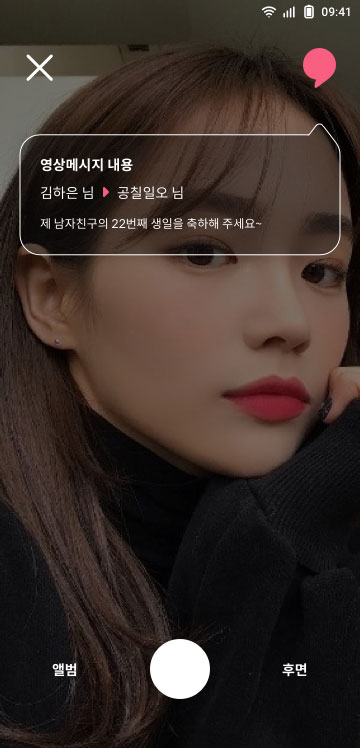 09:41
영상메시지 내용
김하은 님 ▶ 공칠일오 님
제 남자친구의 22번째 생일을 축하해 주세요~
앨범 후면